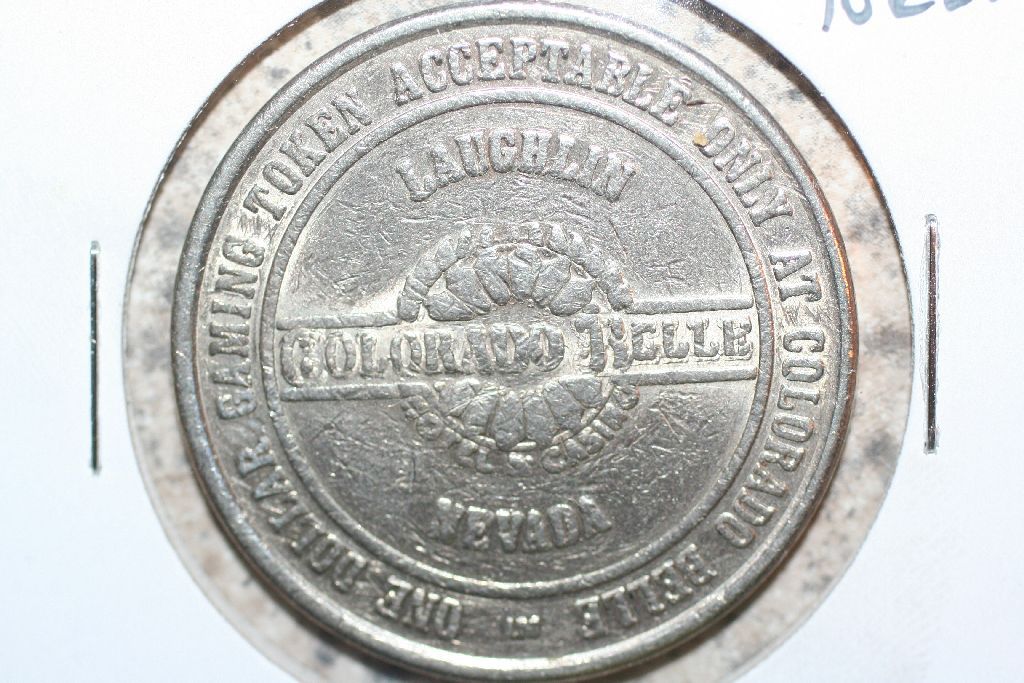 ONE DOLLAR GAMING TOKEN ACCEPTABLE ONLY AT COLORADO BELLE
LAUGHLIN
COLORADO BELLE
HOTEL & CASINO
NEVADA